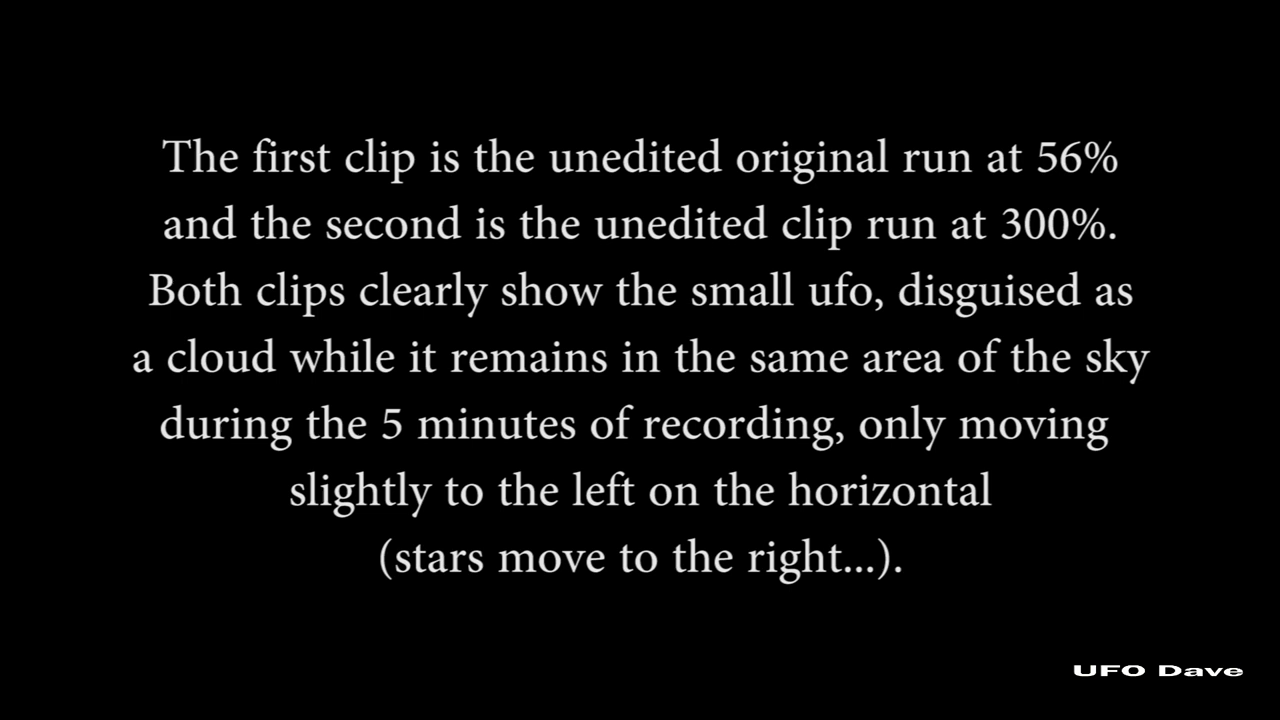 The first clip is the unedited original run at 56%
and the second is the unedited clip run at 300%.
Both clips clearly show the small ufo, disguised as
a cloud while it remains in the same area of the sky
during the 5 minutes of recording, only moving
slightly to the left on the horizontal
(stars move to the right...).
UFO Dave